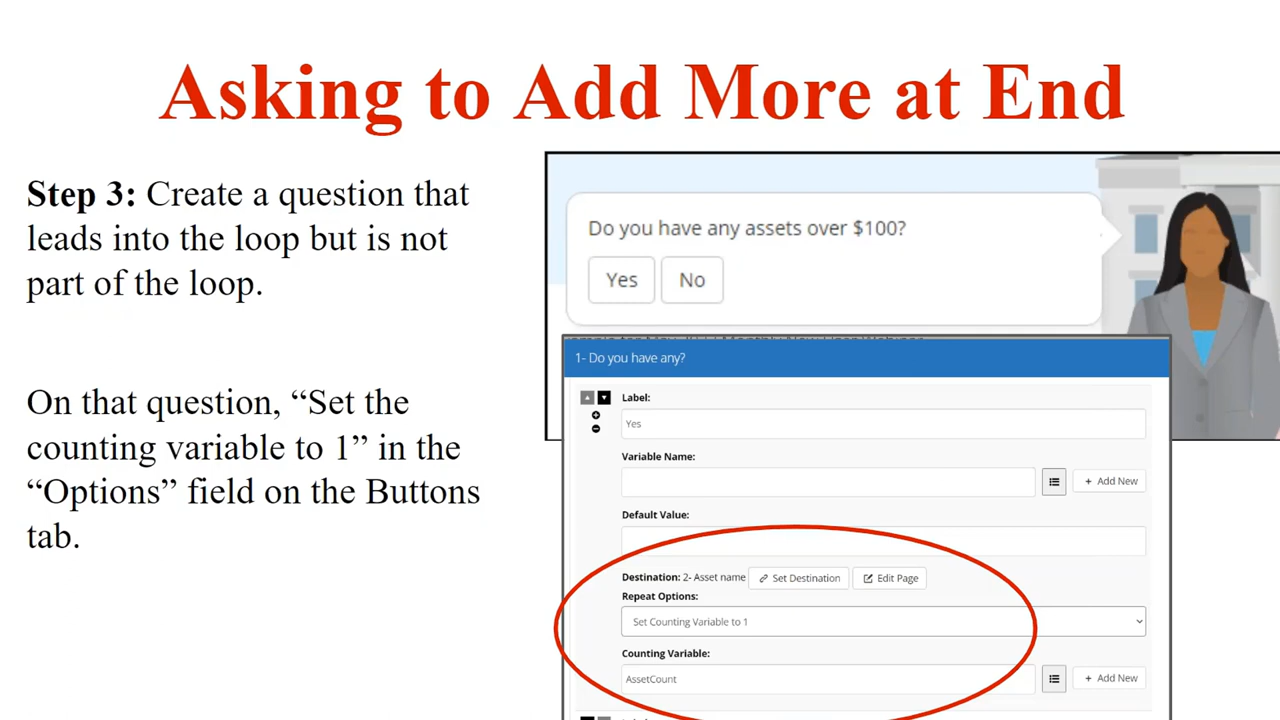 Asking to Add More at End
Step 3: Create a question that
leads into the loop but is not
part of the loop.
On that question, “Set the
counting variable to 1” in the
“Options” field on the Buttons
tab.
Do you have any assets over $100?
Yes No
1- Do you have any?
Label:
Yes
Variable Name:
+ Add New
Default Value:
Destination: 2- Asset name Set Destination Edit Page
Repeat Options:
Set Counting Variable to 1
Counting Variable:
AssetCount
+ Add New